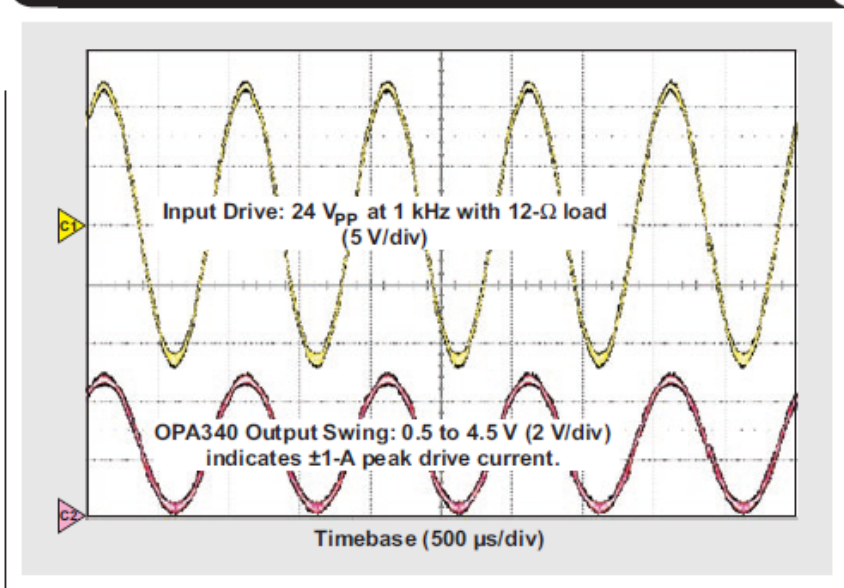 C1
Input Drive: 24 VPP at 1 kHz with 12-Ω load
(5 V/div)
OPA340 Output Swing: 0.5 to 4.5 V (2 V/div)
indicates ±1-A peak drive current.
C2
Timebase (500 µs/div)